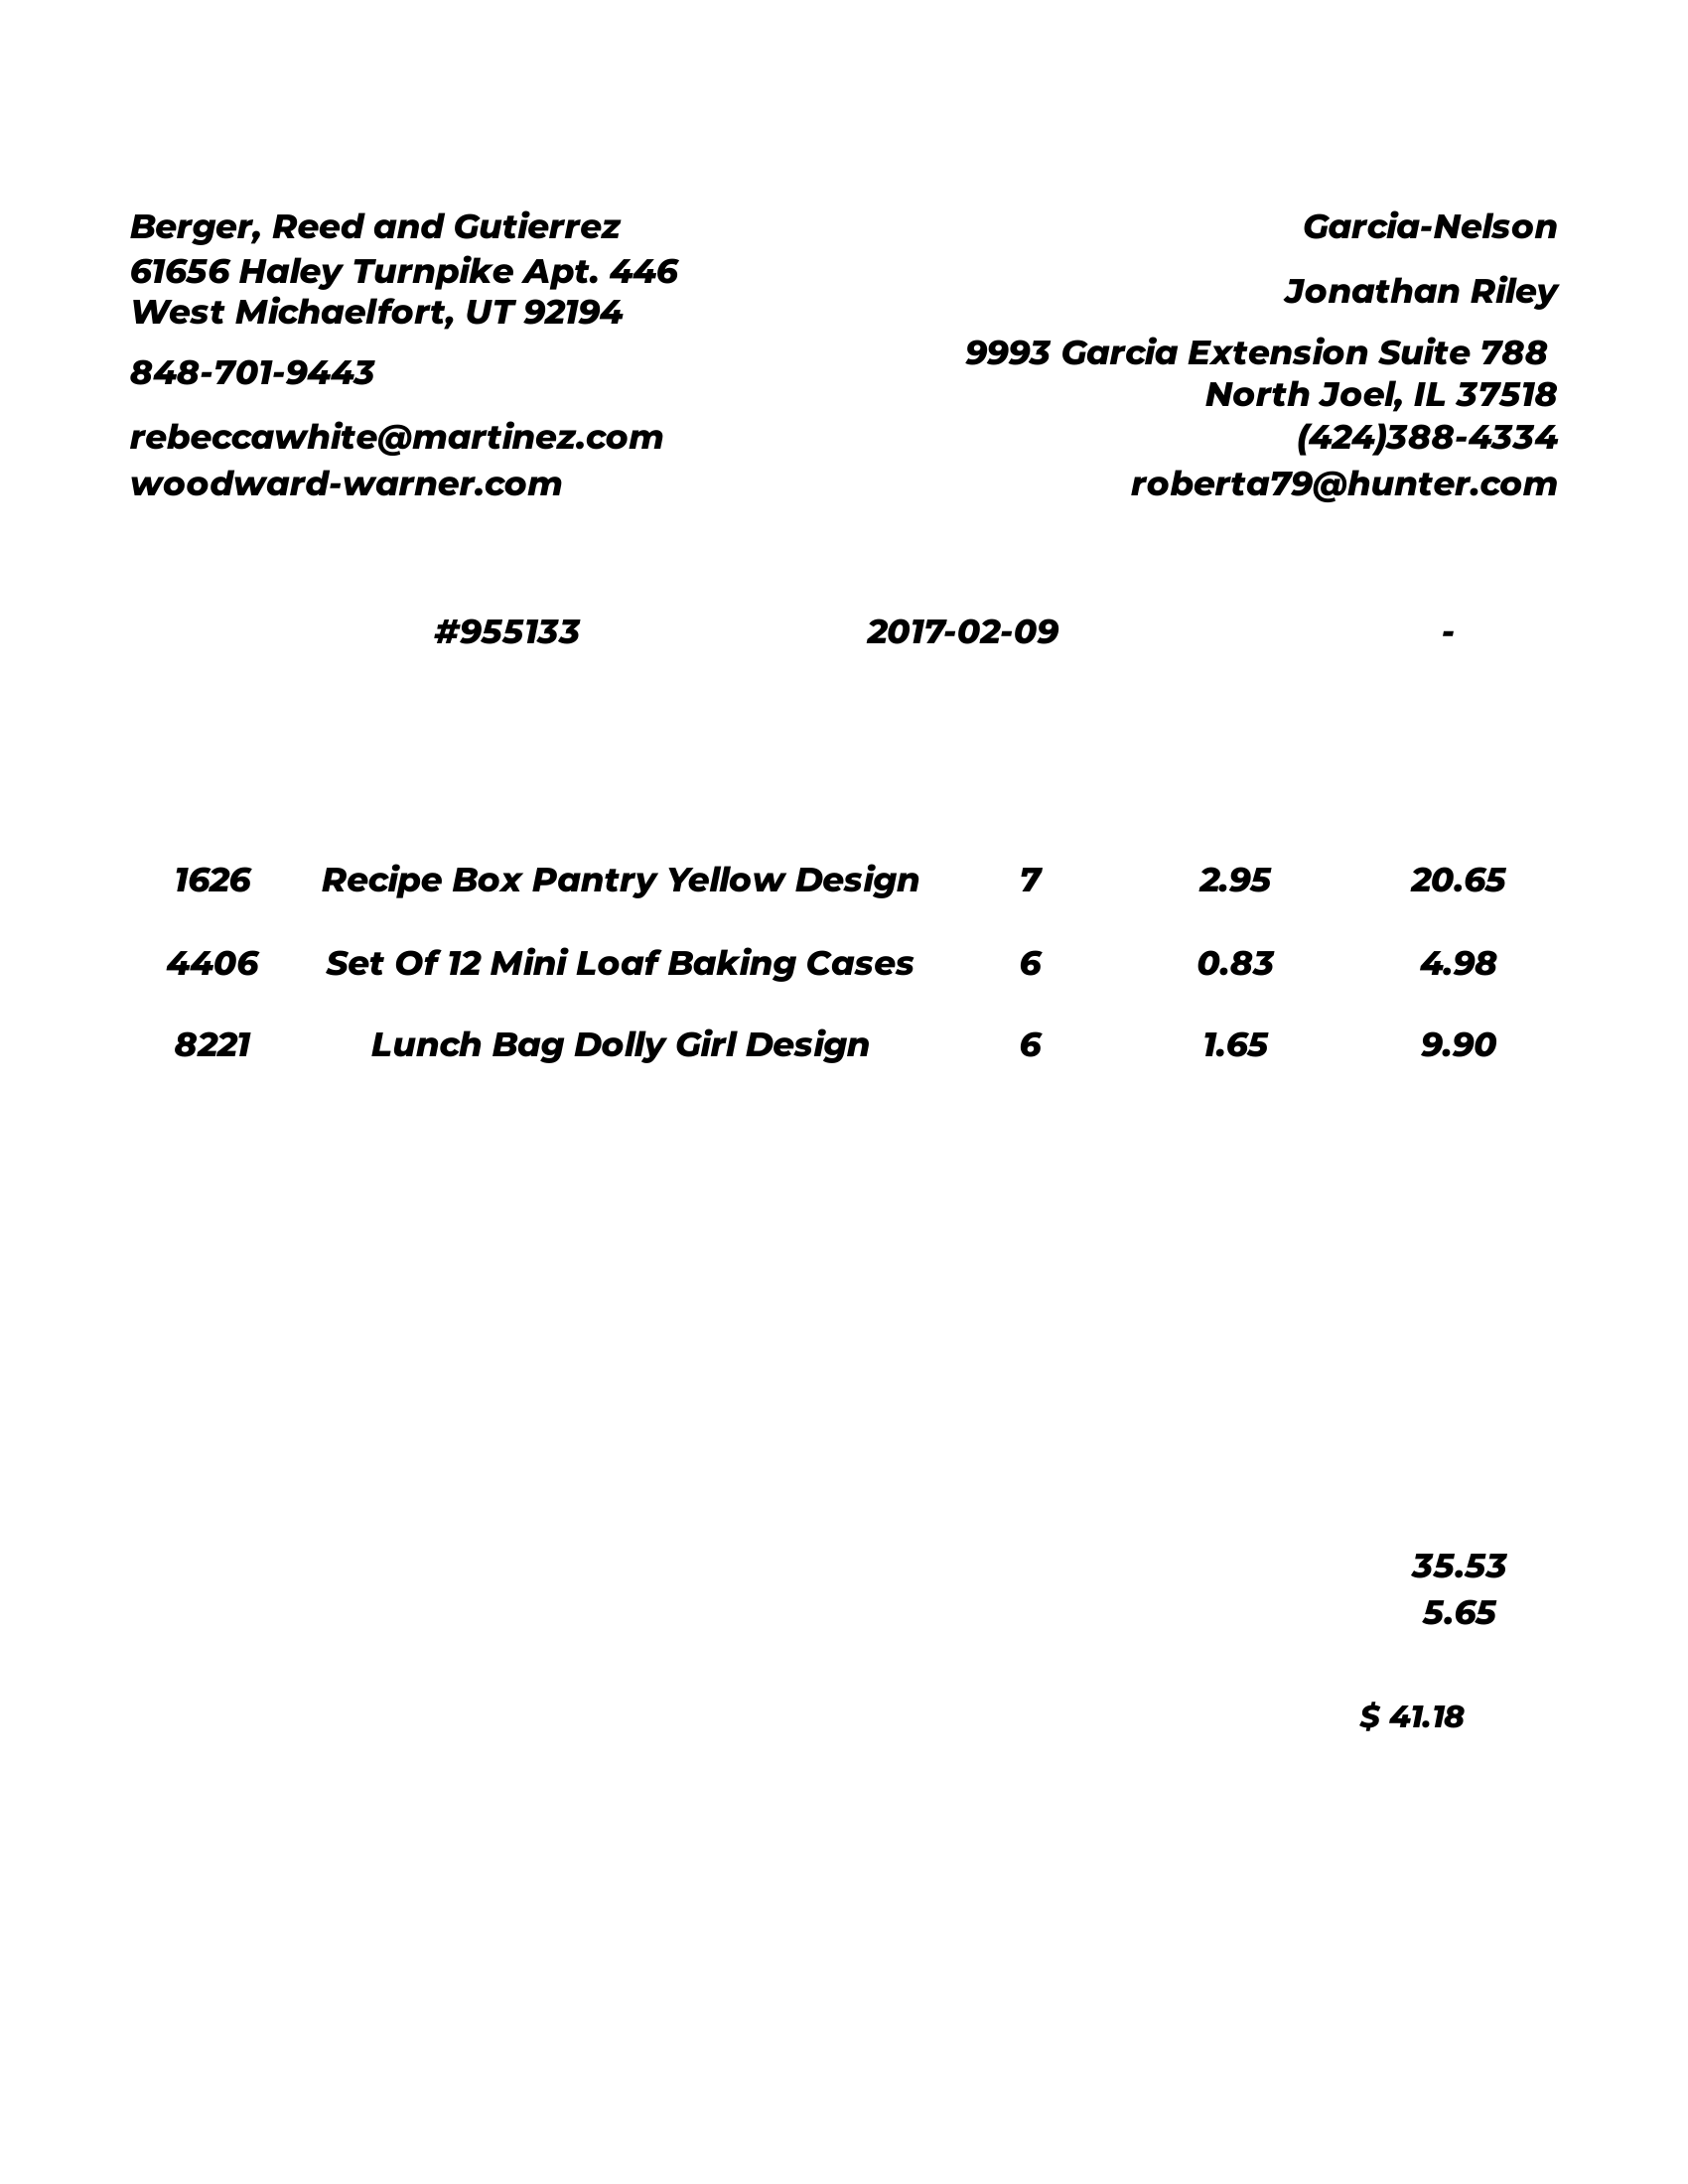 Berger, Reed and Gutierrez
61656 Haley Turnpike Apt. 446
West Michaelfort, UT 92194
848-701-9443
rebeccawhite@martinez.com
woodward-warner.com
Garcia-Nelson
Jonathan Riley
9993 Garcia Extension Suite 788
North Joel, IL 37518
(424)388-4334
roberta79@hunter.com
#955133 2017-02-09 -
1626 Recipe Box Pantry Yellow Design 7 2.95 20.65
4406 Set Of 12 Mini Loaf Baking Cases 6 0.83 4.98
8221 Lunch Bag Dolly Girl Design 6 1.65 9.90
35.53
5.65
$ 41.18